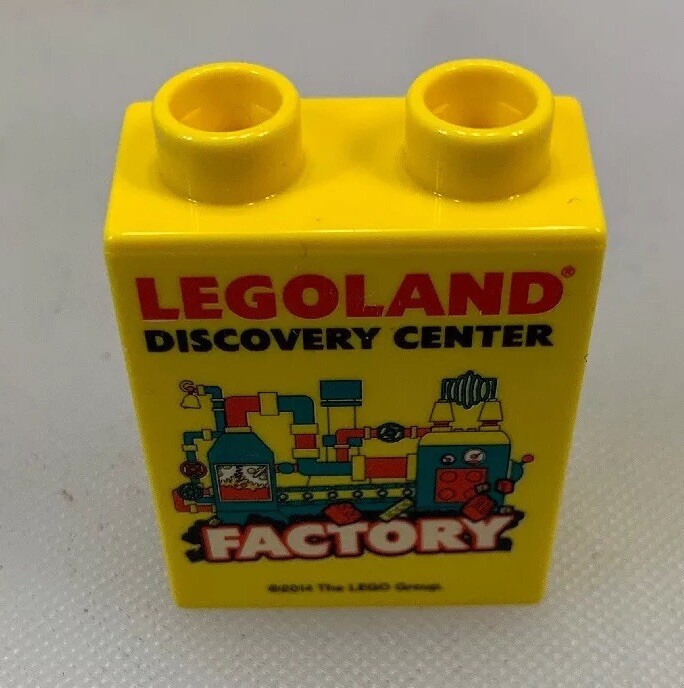 LEGOLAND®
DISCOVERY CENTER
FACTORY
©2014 The LEGO Group.